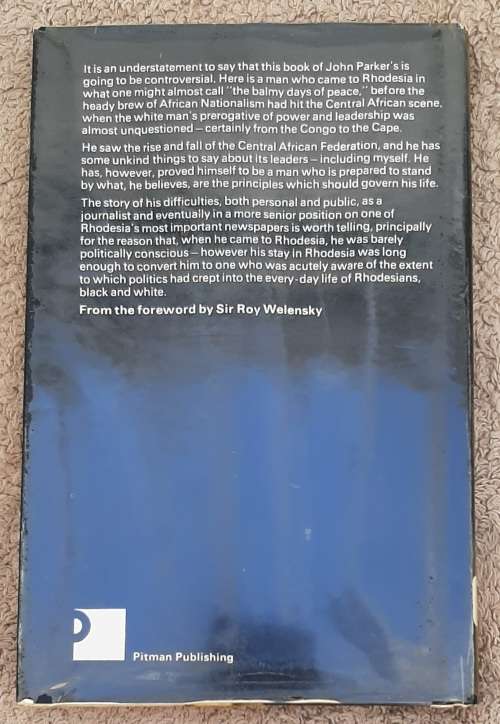 It is an understatement to say that this book of John Parker's is
going to be controversial. Here is a man who came to Rhodesia in
what one might almost call "the balmy days of peace," before the
heady brew of African Nationalism had hit the Central African scene,
when the white man's prerogative of power and leadership was
almost unquestioned – certainly from the Congo to the Cape.
He saw the rise and fall of the Central African Federation, and he has
some unkind things to say about its leaders – including myself. He
has, however, proved himself to be a man who is prepared to stand
by what, he believes, are the principles which should govern his life.
The story of his difficulties, both personal and public, as a
journalist and eventually in a more senior position on one of
Rhodesia's most important newspapers is worth telling, principally
for the reason that, when he came to Rhodesia, he was barely
politically conscious – however his stay in Rhodesia was long
enough to convert him to one who was acutely aware of the extent
to which politics had crept into the every-day life of Rhodesians,
black and white.
From the foreword by Sir Roy Welensky
Pitman Publishing